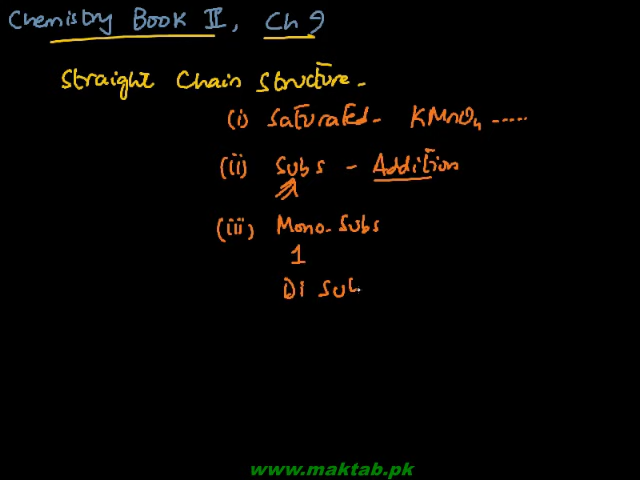 Chemistry Book II, Ch 9
Straight Chain Structure -
(i) Saturated - KMnO₄ -----
(ii) Subs - Addition
(iii) Mono-Subs
1
Di Sub
www.maktab.pk